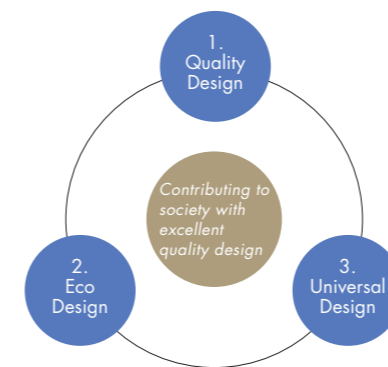 1.
Quality
Design
Contributing to
society with
excellent
quality design
2.
Eco
Design
3.
Universal
Design